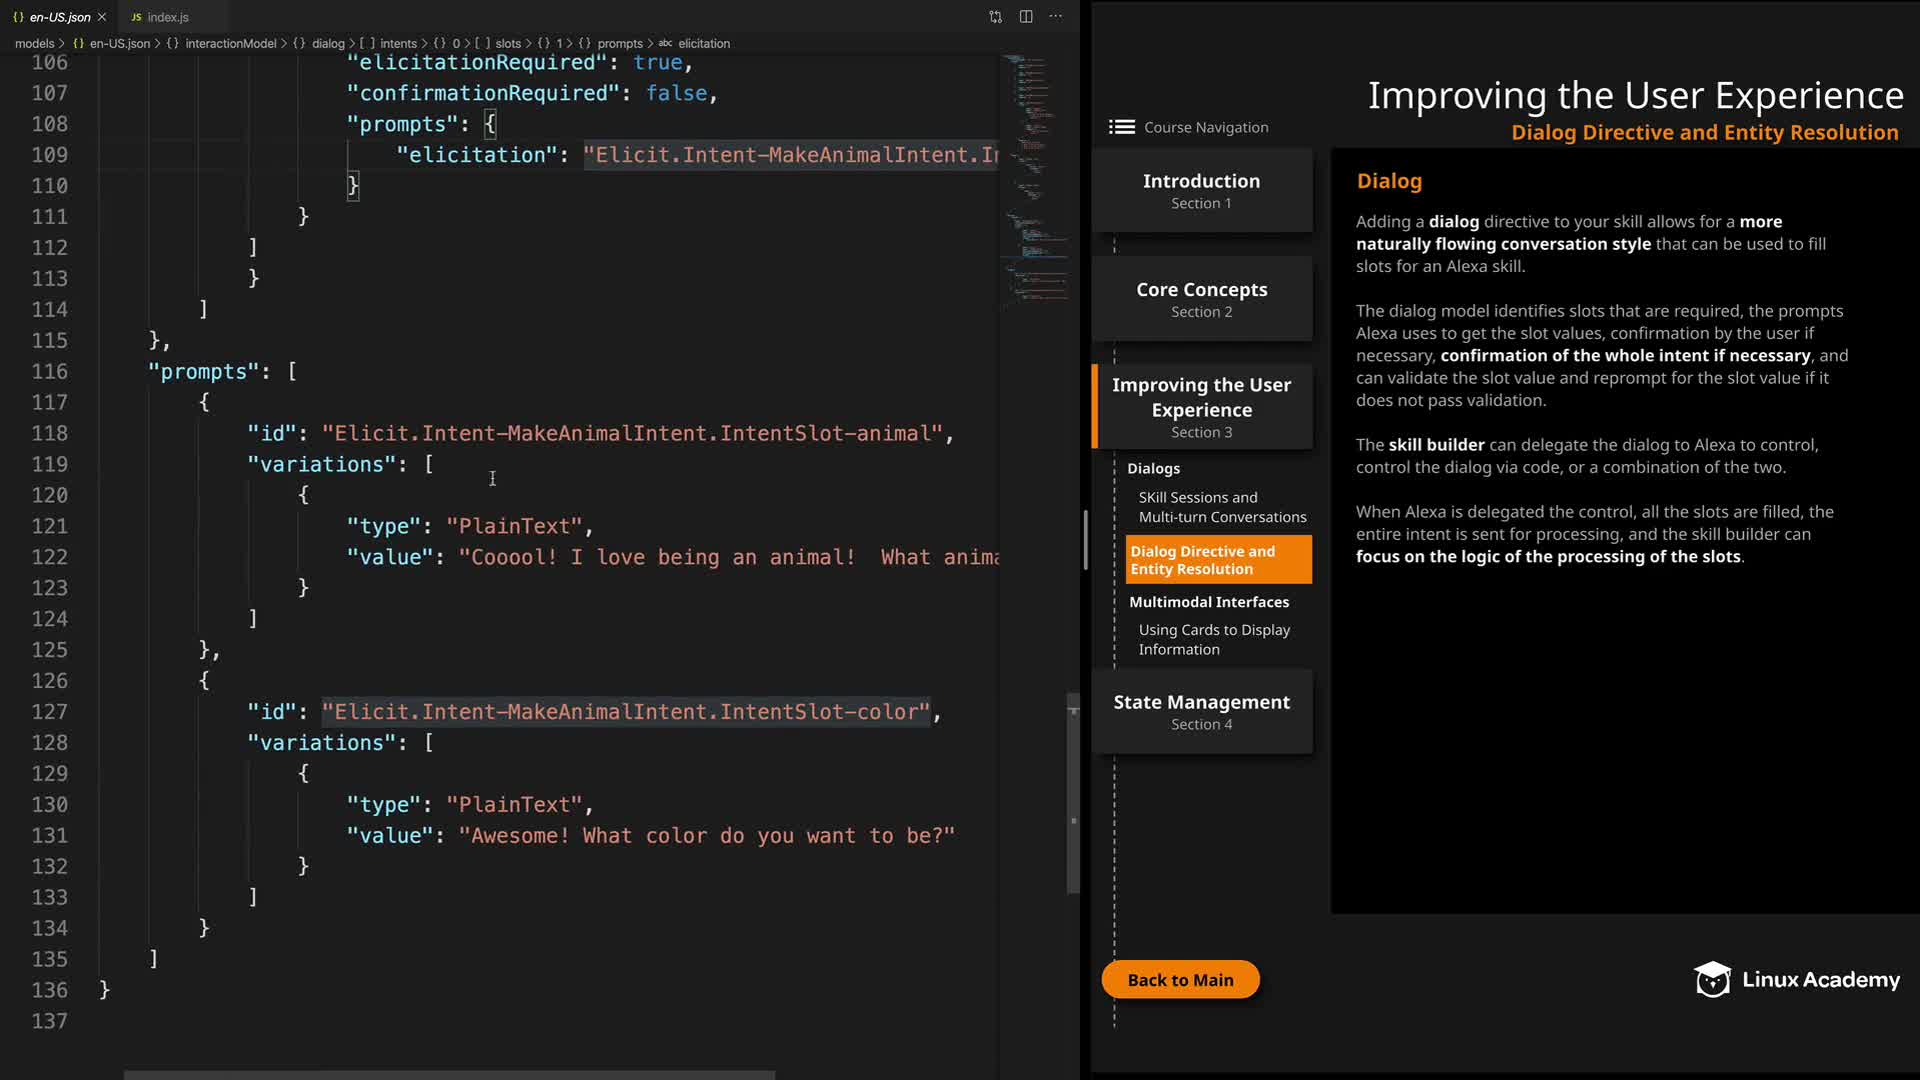 {} en-US.json ×
JS index.js
models > {} en-US.json > {} interactionModel > {} dialog > [ ] intents > {} 0 > [ ] slots > {} 1 > {} prompts > abc elicitation
106 "elicitationRequired": true,
107 "confirmationRequired": false,
108 "prompts": {
109 "elicitation": "Elicit.Intent-MakeAnimalIntent.In
110 }
111 }
112 ]
113 }
114 ]
115 },
116 "prompts": [
117 {
118 "id": "Elicit.Intent-MakeAnimalIntent.IntentSlot-animal",
119 "variations": [
120 {
121 "type": "PlainText",
122 "value": "Cooool! I love being an animal!  What anima
123 }
124 ]
125 },
126 {
127 "id": "Elicit.Intent-MakeAnimalIntent.IntentSlot-color",
128 "variations": [
129 {
130 "type": "PlainText",
131 "value": "Awesome! What color do you want to be?"
132 }
133 ]
134 }
135 ]
136 }
137
Improving the User Experience
Dialog Directive and Entity Resolution
Course Navigation
Introduction
Section 1
Core Concepts
Section 2
Improving the User
Experience
Section 3
Dialogs
SKill Sessions and
Multi-turn Conversations
Dialog Directive and
Entity Resolution
Multimodal Interfaces
Using Cards to Display
Information
State Management
Section 4
Back to Main
Dialog
Adding a dialog directive to your skill allows for a more
naturally flowing conversation style that can be used to fill
slots for an Alexa skill.
The dialog model identifies slots that are required, the prompts
Alexa uses to get the slot values, confirmation by the user if
necessary, confirmation of the whole intent if necessary, and
can validate the slot value and reprompt for the slot value if it
does not pass validation.
The skill builder can delegate the dialog to Alexa to control,
control the dialog via code, or a combination of the two.
When Alexa is delegated the control, all the slots are filled, the
entire intent is sent for processing, and the skill builder can
focus on the logic of the processing of the slots.
Linux Academy